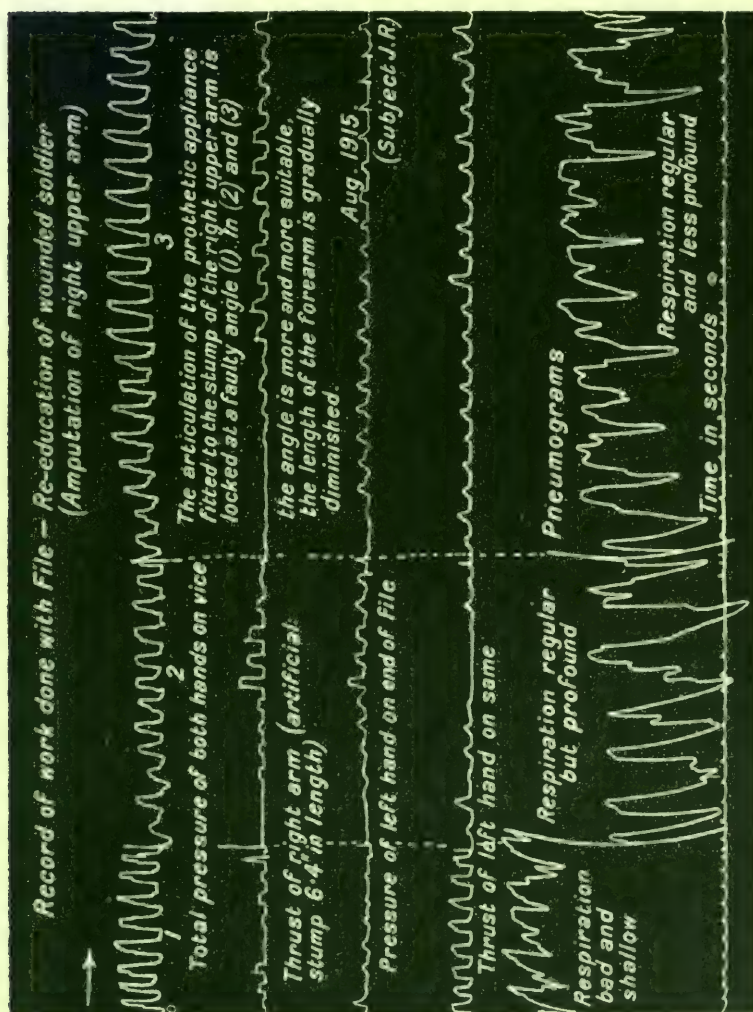 Record of work done with File – Re-education of wounded soldier
(Amputation of right upper arm)
1
2
3
Total pressure of both hands on vice
The articulation of the prothetic appliance
fitted to the stump of the right upper arm is
locked at a faulty angle (1). In (2) and (3)
Thrust of right arm (artificial
stump 6·4" in length)
the angle is more and more suitable,
the length of the forearm is gradually
diminished.
Aug. 1915
Pressure of left hand on end of File
(Subject J.R)
Thrust of left hand on same
Respiration
bad and
shallow
Respiration regular
but profound
Pneumograms
Respiration regular
and less profound
Time in seconds